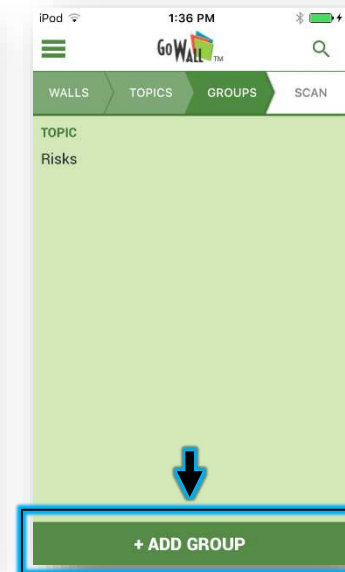 iPod 1:36 PM
GoWall TM
WALLS TOPICS GROUPS SCAN
TOPIC
Risks
+ ADD GROUP